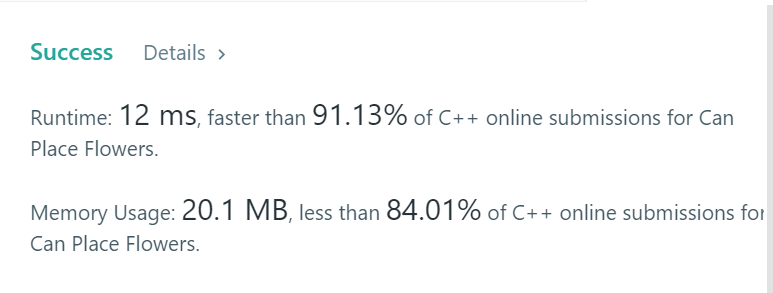 Success Details >
Runtime: 12 ms, faster than 91.13% of C++ online submissions for Can
Place Flowers.
Memory Usage: 20.1 MB, less than 84.01% of C++ online submissions for
Can Place Flowers.